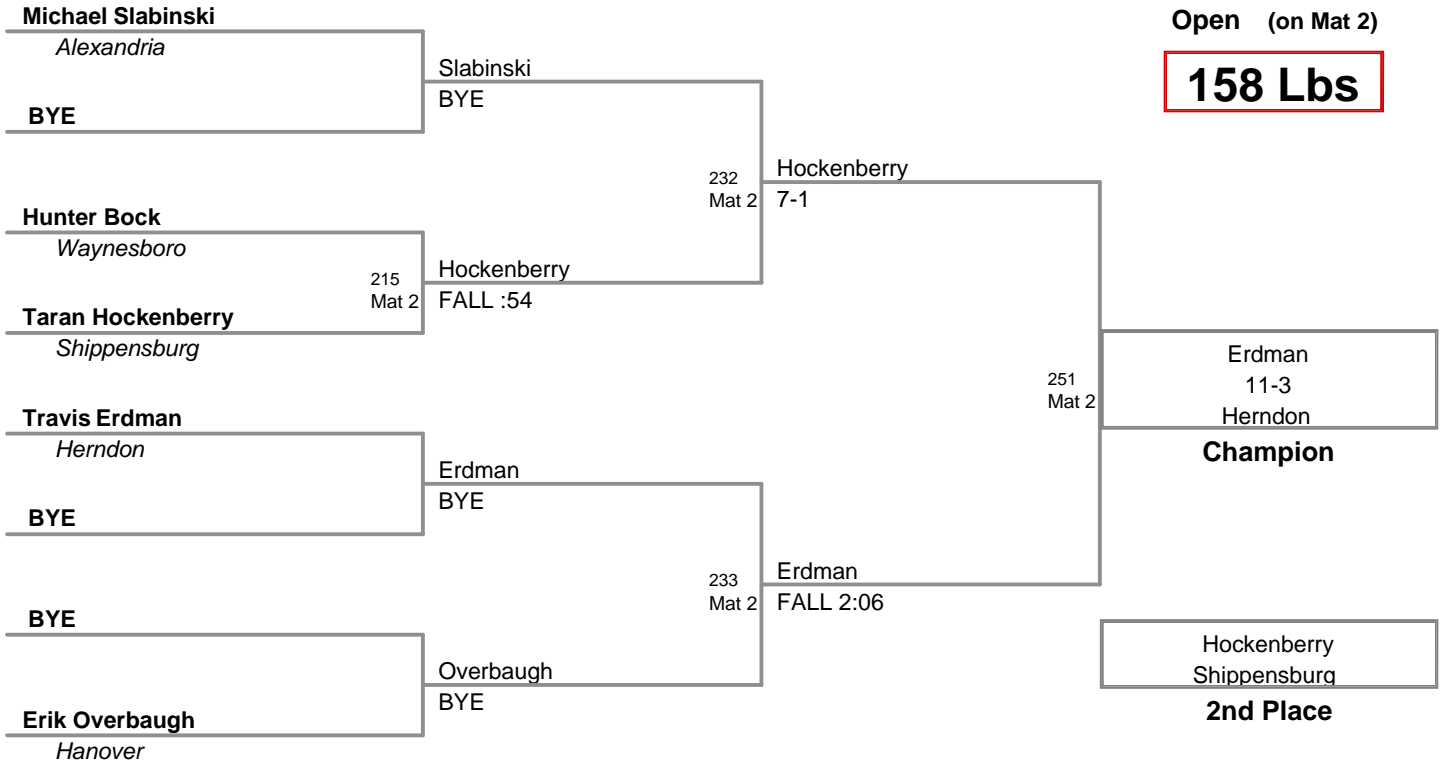 Open (on Mat 2)
158 Lbs
Michael Slabinski
Alexandria
BYE
Slabinski
BYE
Hunter Bock
Waynesboro
Taran Hockenberry
Shippensburg
215
Mat 2
Hockenberry
FALL :54
232
Mat 2
Hockenberry
7-1
Travis Erdman
Herndon
BYE
Erdman
BYE
BYE
Erik Overbaugh
Hanover
Overbaugh
BYE
233
Mat 2
Erdman
FALL 2:06
251
Mat 2
Erdman
11-3
Herndon
Champion
Hockenberry
Shippensburg
2nd Place